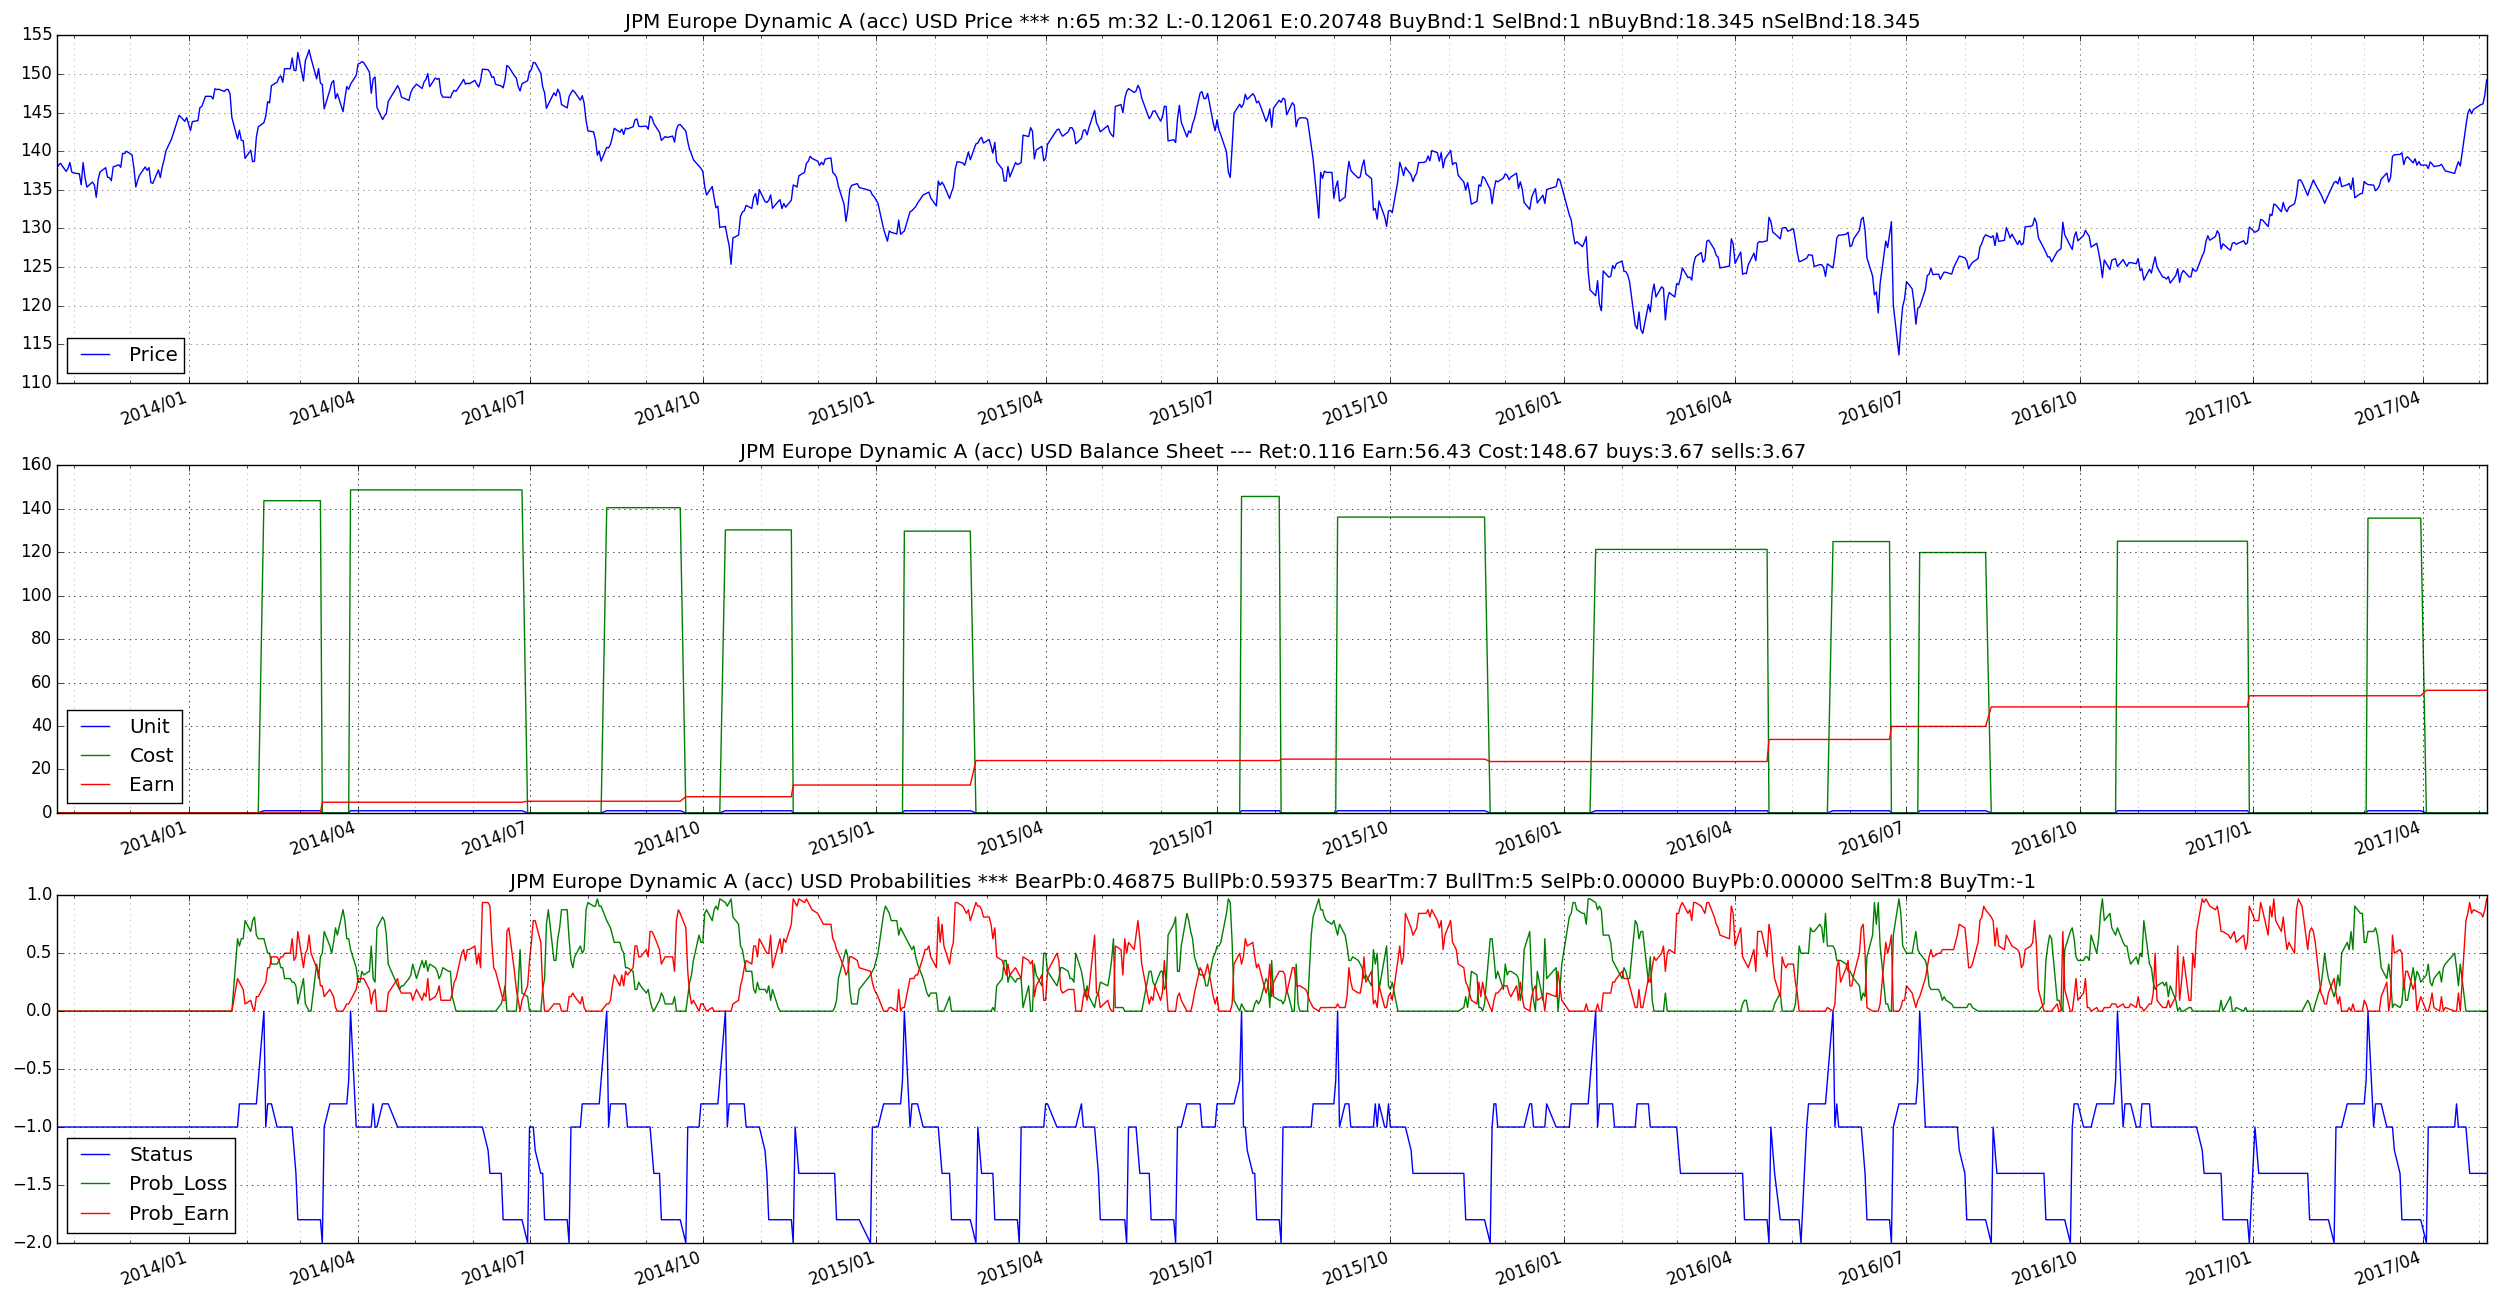 JPM Europe Dynamic A (acc) USD Price *** n:65 m:32 L:-0.12061 E:0.20748 BuyBnd:1 SelBnd:1 nBuyBnd:18.345 nSelBnd:18.345
155
150
145
140
135
130
125
120
115
110
Price
2014/01 2014/04 2014/07 2014/10 2015/01 2015/04 2015/07 2015/10 2016/01 2016/04 2016/07 2016/10 2017/01 2017/04
JPM Europe Dynamic A (acc) USD Balance Sheet --- Ret:0.116 Earn:56.43 Cost:148.67 buys:3.67 sells:3.67
160
140
120
100
80
60
40
20
0
Unit
Cost
Earn
2014/01 2014/04 2014/07 2014/10 2015/01 2015/04 2015/07 2015/10 2016/01 2016/04 2016/07 2016/10 2017/01 2017/04
JPM Europe Dynamic A (acc) USD Probabilities *** BearPb:0.46875 BullPb:0.59375 BearTm:7 BullTm:5 SelPb:0.00000 BuyPb:0.00000 SelTm:8 BuyTm:-1
1.0
0.5
0.0
−0.5
−1.0
−1.5
−2.0
Status
Prob_Loss
Prob_Earn
2014/01 2014/04 2014/07 2014/10 2015/01 2015/04 2015/07 2015/10 2016/01 2016/04 2016/07 2016/10 2017/01 2017/04